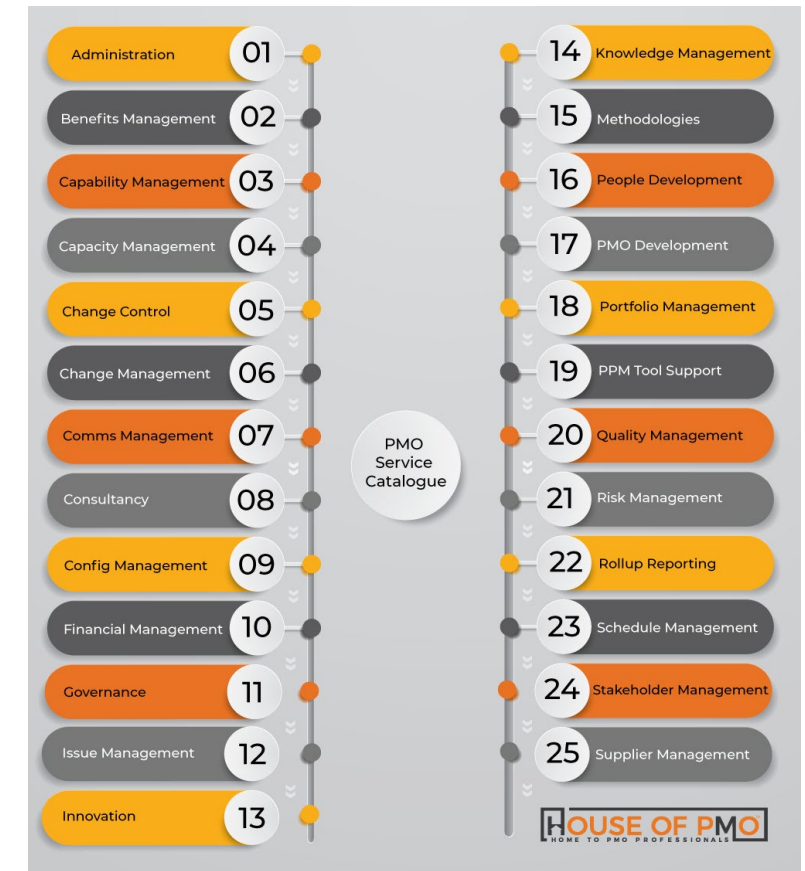 Administration 01
Benefits Management 02
Capability Management 03
Capacity Management 04
Change Control 05
Change Management 06
Comms Management 07
Consultancy 08
Config Management 09
Financial Management 10
Governance 11
Issue Management 12
Innovation 13
PMO
Service
Catalogue
14 Knowledge Management
15 Methodologies
16 People Development
17 PMO Development
18 Portfolio Management
19 PPM Tool Support
20 Quality Management
21 Risk Management
22 Rollup Reporting
23 Schedule Management
24 Stakeholder Management
25 Supplier Management
HOUSE OF PMO
HOME TO PMO PROFESSIONALS